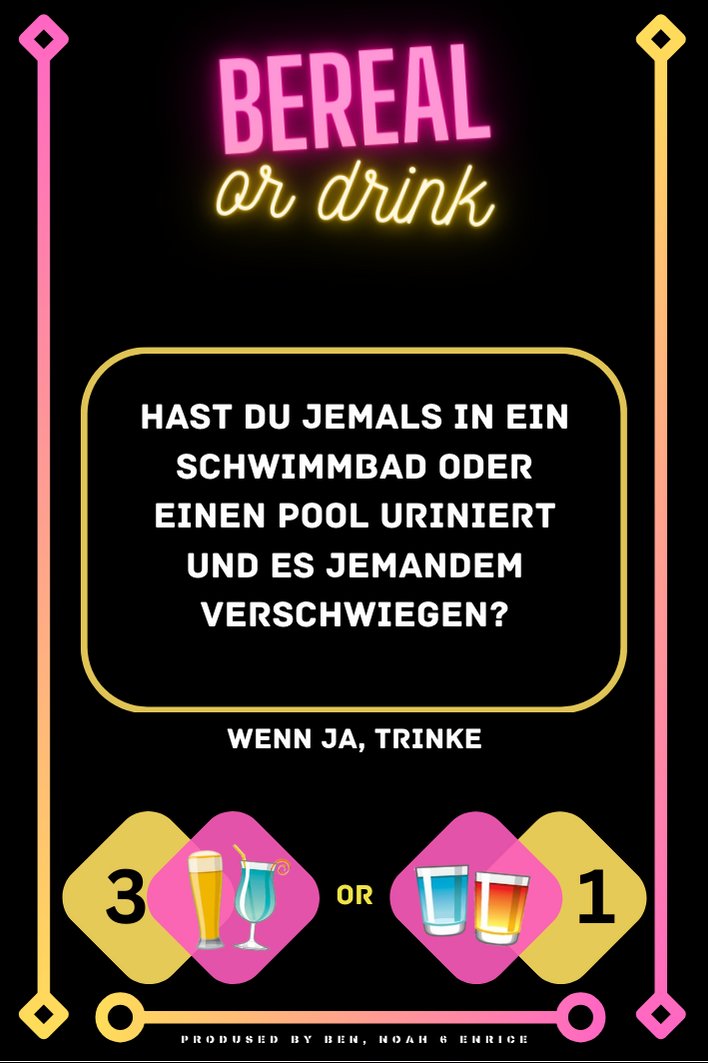 BEREAL
or drink
HAST DU JEMALS IN EIN
SCHWIMMBAD ODER
EINEN POOL URINIERT
UND ES JEMANDEM
VERSCHWIEGEN?
WENN JA, TRINKE
3 OR 1
PRODUSED BY BEN, NOAH & ENRICE